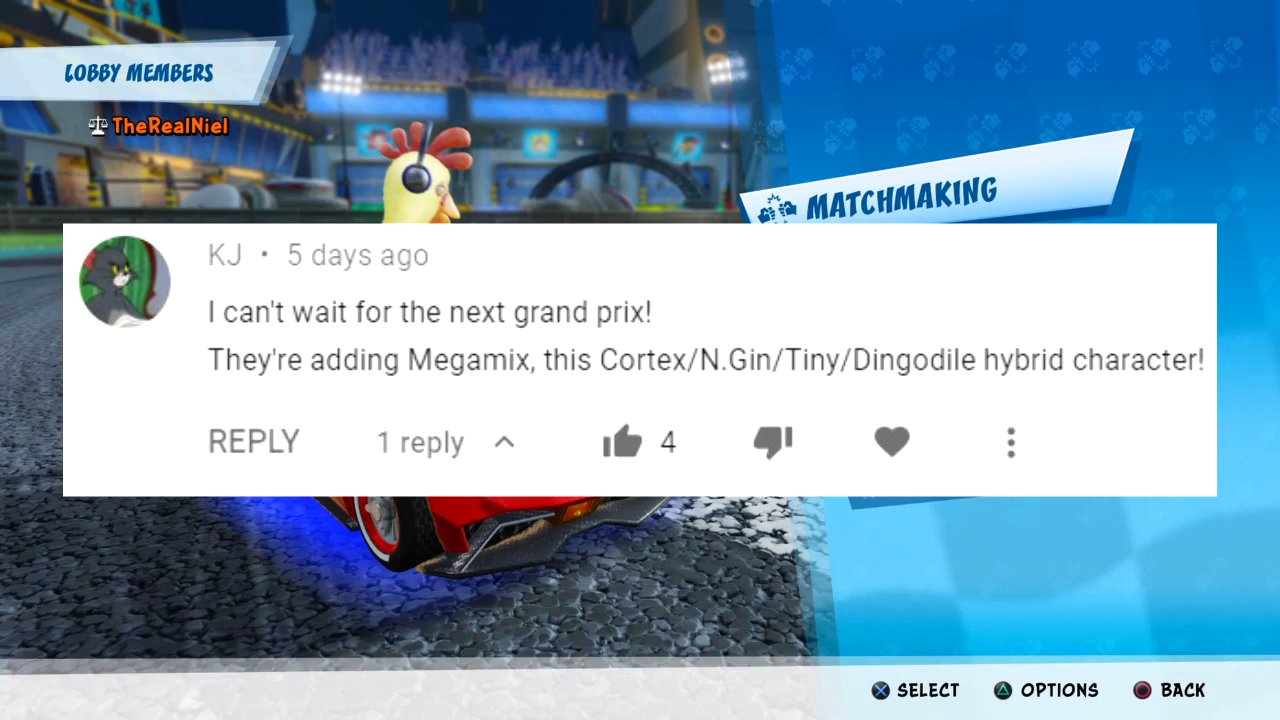 LOBBY MEMBERS
TheRealNiel
MATCHMAKING
KJ • 5 days ago
I can't wait for the next grand prix!
They're adding Megamix, this Cortex/N.Gin/Tiny/Dingodile hybrid character!
REPLY 1 reply 4
SELECT OPTIONS BACK